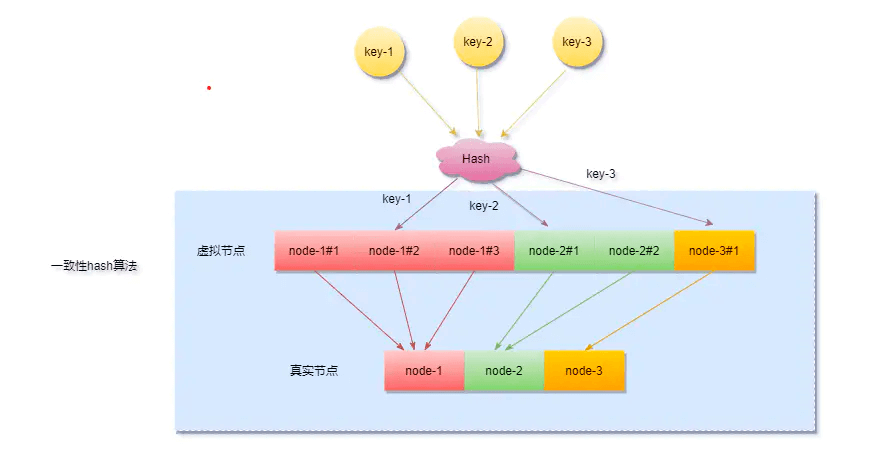 key-1
key-2
key-3
Hash
key-1
key-2
key-3
一致性hash算法
虚拟节点
node-1#1
node-1#2
node-1#3
node-2#1
node-2#2
node-3#1
真实节点
node-1
node-2
node-3